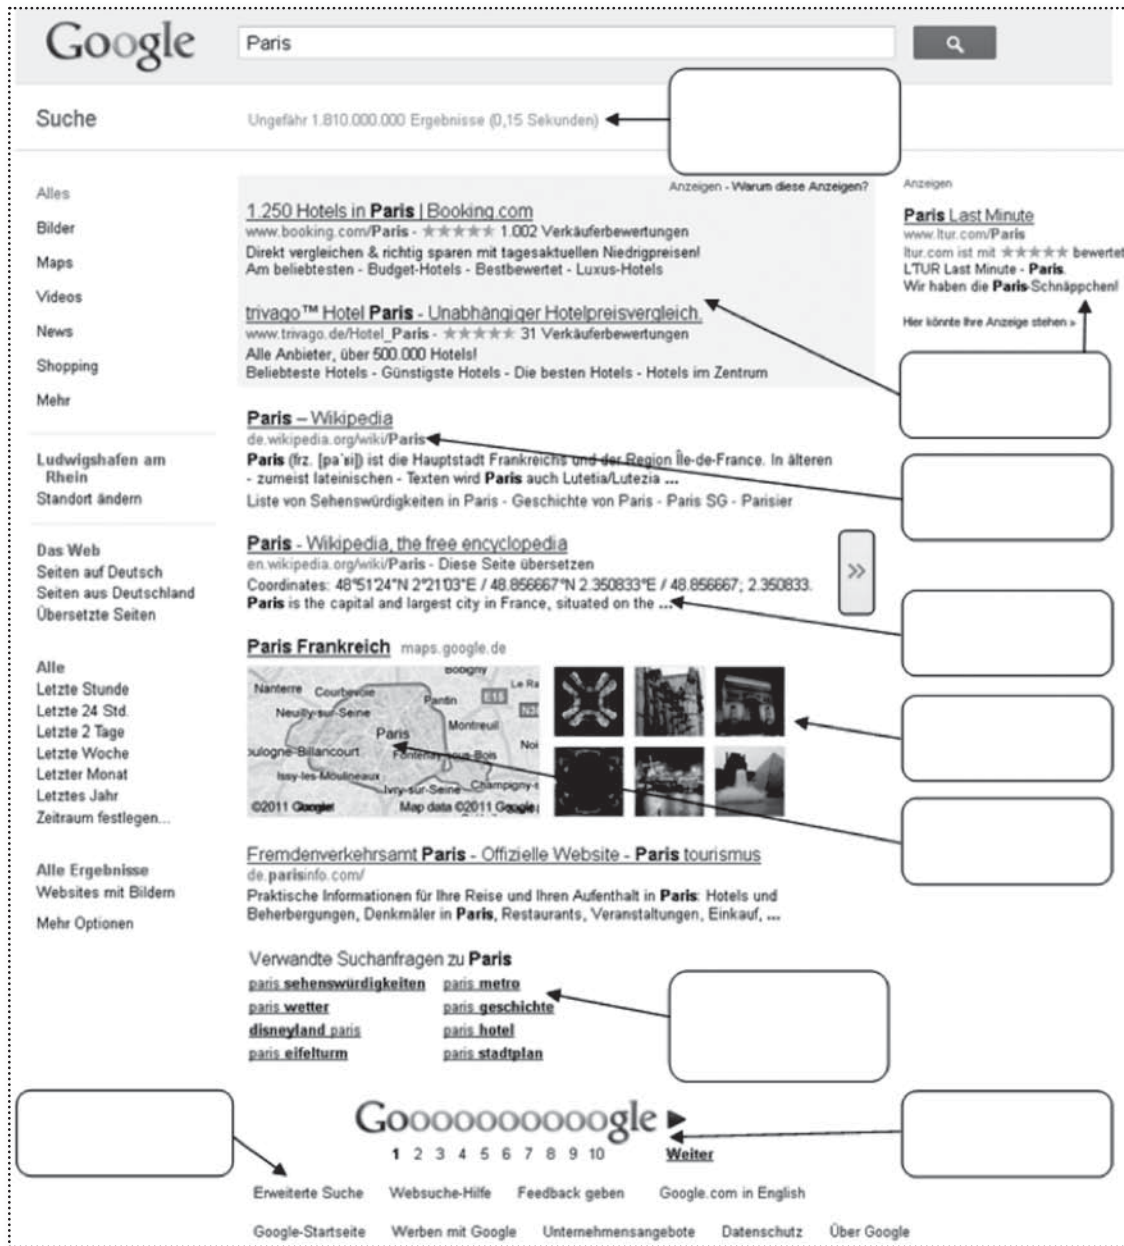 Google
Paris
Suche
Ungefähr 1.810.000.000 Ergebnisse (0,15 Sekunden)
Alles
Bilder
Maps
Videos
News
Shopping
Mehr
Ludwigshafen am
Rhein
Standort ändern
Das Web
Seiten auf Deutsch
Seiten aus Deutschland
Übersetzte Seiten
Alle
Letzte Stunde
Letzte 24 Std.
Letzte 2 Tage
Letzte Woche
Letzter Monat
Letztes Jahr
Zeitraum festlegen...
Alle Ergebnisse
Websites mit Bildern
Mehr Optionen
Anzeigen - Warum diese Anzeigen?
1.250 Hotels in Paris | Booking.com
www.booking.com/Paris - ★★★★★ 1.002 Verkäuferbewertungen
Direkt vergleichen & richtig sparen mit tagesaktuellen Niedrigpreisen!
Am beliebtesten - Budget-Hotels - Bestbewertet - Luxus-Hotels
trivago™ Hotel Paris - Unabhängiger Hotelpreisvergleich.
www.trivago.de/Hotel_Paris - ★★★★★ 31 Verkäuferbewertungen
Alle Anbieter, über 500.000 Hotels!
Beliebteste Hotels - Günstigste Hotels - Die besten Hotels - Hotels im Zentrum
Anzeigen
Paris Last Minute
www.ltur.com/Paris
ltur.com ist mit ★★★★★ bewertet
L'TUR Last Minute - Paris.
Wir haben die Paris-Schnäppchen!
Hier könnte Ihre Anzeige stehen »
Paris – Wikipedia
de.wikipedia.org/wiki/Paris
Paris (frz. [pa'ʁi]) ist die Hauptstadt Frankreichs und der Region Île-de-France. In älteren
- zumeist lateinischen - Texten wird Paris auch Lutetia/Lutezia ...
Liste von Sehenswürdigkeiten in Paris - Geschichte von Paris - Paris SG - Parisier
Paris - Wikipedia, the free encyclopedia
en.wikipedia.org/wiki/Paris - Diese Seite übersetzen
Coordinates: 48°51'24"N 2°21'03"E / 48.856667°N 2.350833°E / 48.856667; 2.350833.
Paris is the capital and largest city in France, situated on the ...
»
Paris Frankreich maps.google.de
Bobigny
Nanterre
Courbevoie
Pantin
Le Ra
Neuilly-sur-Seine
Montreuil
Paris
Noi
oulogne-Billancourt
Fontenay-sous-Bois
Issy-les-Moulineaux
Ivry-sur-Seine
Champigny-s
©2011 Google
Map data ©2011 Google
Fremdenverkehrsamt Paris - Offizielle Website - Paris tourismus
de.parisinfo.com/
Praktische Informationen für Ihre Reise und Ihren Aufenthalt in Paris: Hotels und
Beherbergungen, Denkmäler in Paris, Restaurants, Veranstaltungen, Einkauf, ...
Verwandte Suchanfragen zu Paris
paris sehenswürdigkeiten paris metro
paris wetter paris geschichte
disneyland paris paris hotel
paris eifelturm paris stadtplan
Goooooooooogle
1 2 3 4 5 6 7 8 9 10 Weiter
Erweiterte Suche Websuche-Hilfe Feedback geben Google.com in English
Google-Startseite Werben mit Google Unternehmensangebote Datenschutz Über Google